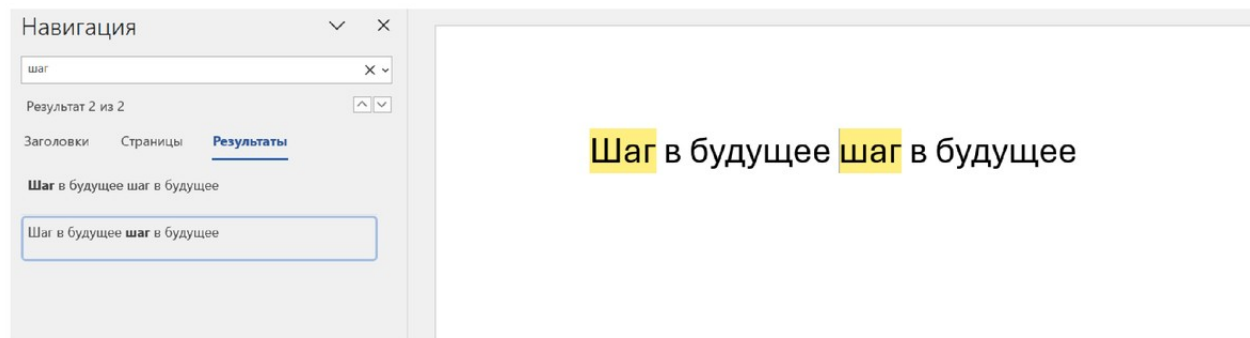 Навигация
шаг
Результат 2 из 2
Заголовки Страницы Результаты
Шаг в будущее шаг в будущее
Шаг в будущее шаг в будущее
Шаг в будущее шаг в будущее